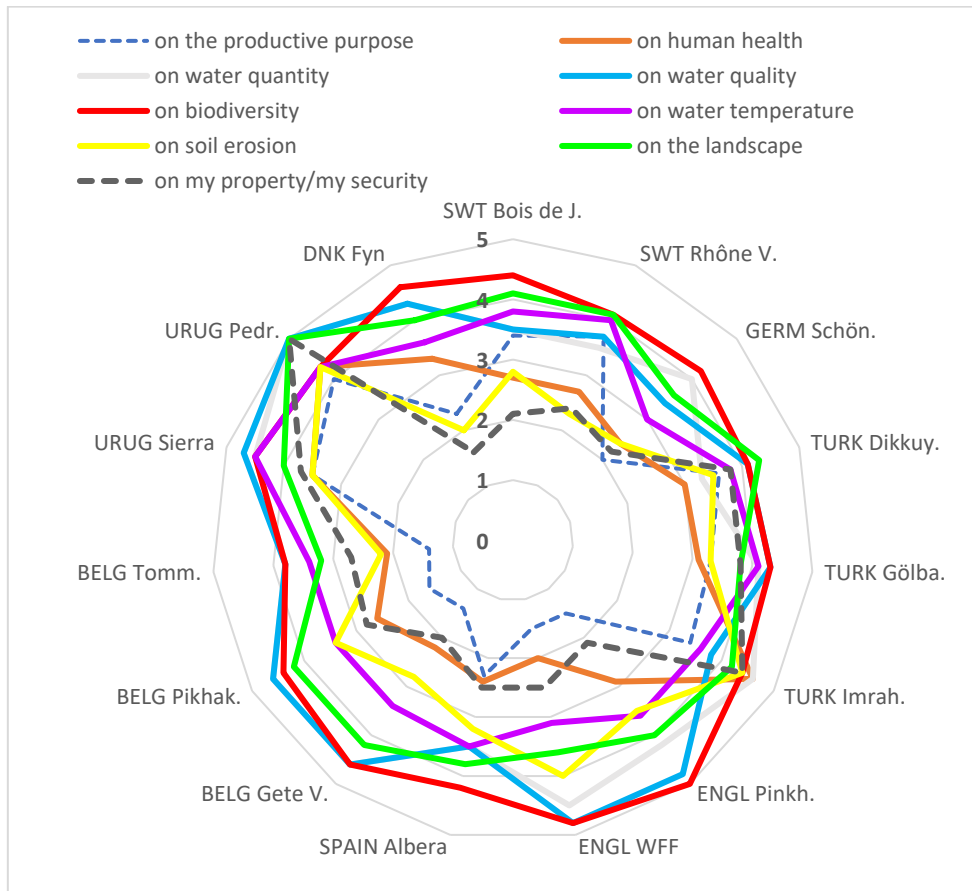 on the productive purpose on human health
on water quantity on water quality
on biodiversity on water temperature
on soil erosion on the landscape
on my property/my security
SWT Bois de J.
5
DNK Fyn SWT Rhône V.
4
URUG Pedr. GERM Schön.
3
2
URUG Sierra TURK Dikkuy.
1
0
BELG Tomm. TURK Gölba.
BELG Pikhak. TURK Imrah.
BELG Gete V. ENGL Pinkh.
SPAIN Albera ENGL WFF